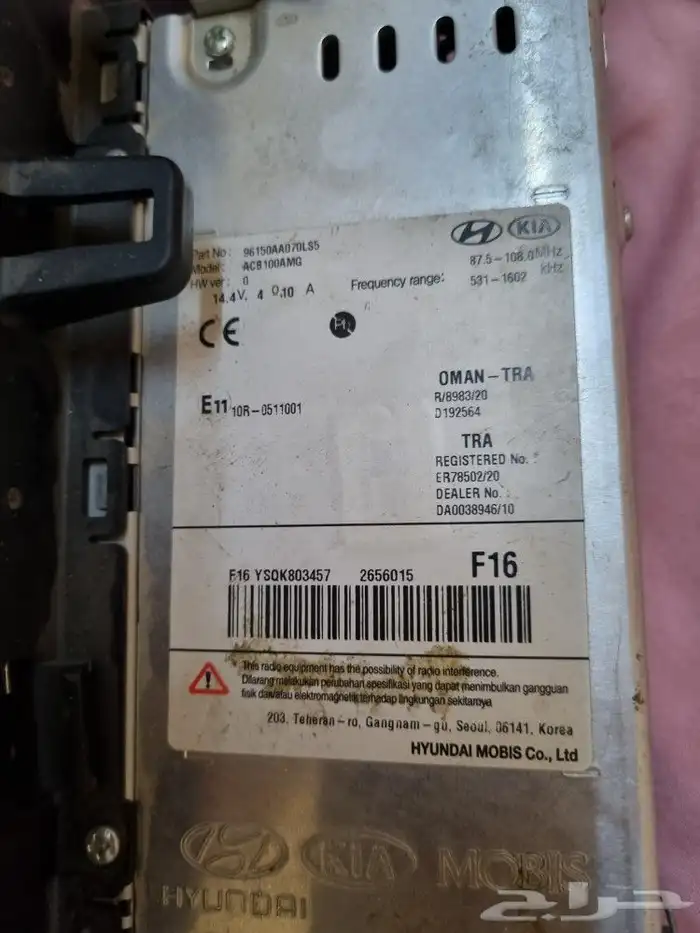 KIA
Part No : 96150AA070LS5
Model : ACB100AMG
HW ver : 0
14.4V, 4 0,10 A
Frequency range:
87.5-108.0MHz
531-1602 kHz
CE
E11 10R-0511001
OMAN-TRA
R/8983/20
D192564
TRA
REGISTERED No. :
ER78502/20
DEALER No. :
DA0038946/10
F16 YSQK803457 2656015 F16
This radio equipment has the possibility of radio interference.
Dilarang melakukan perubahan spesifikasi yang dapat menimbulkan gangguan
fisik dawatau elektromagnetik terhadap lingkungan sekitarnya
203, Teheran-ro, Gangnam-gu, Seoul, 06141, Korea
HYUNDAI MOBIS Co., Ltd
HYUNDAI KIA MOBIS
حراج